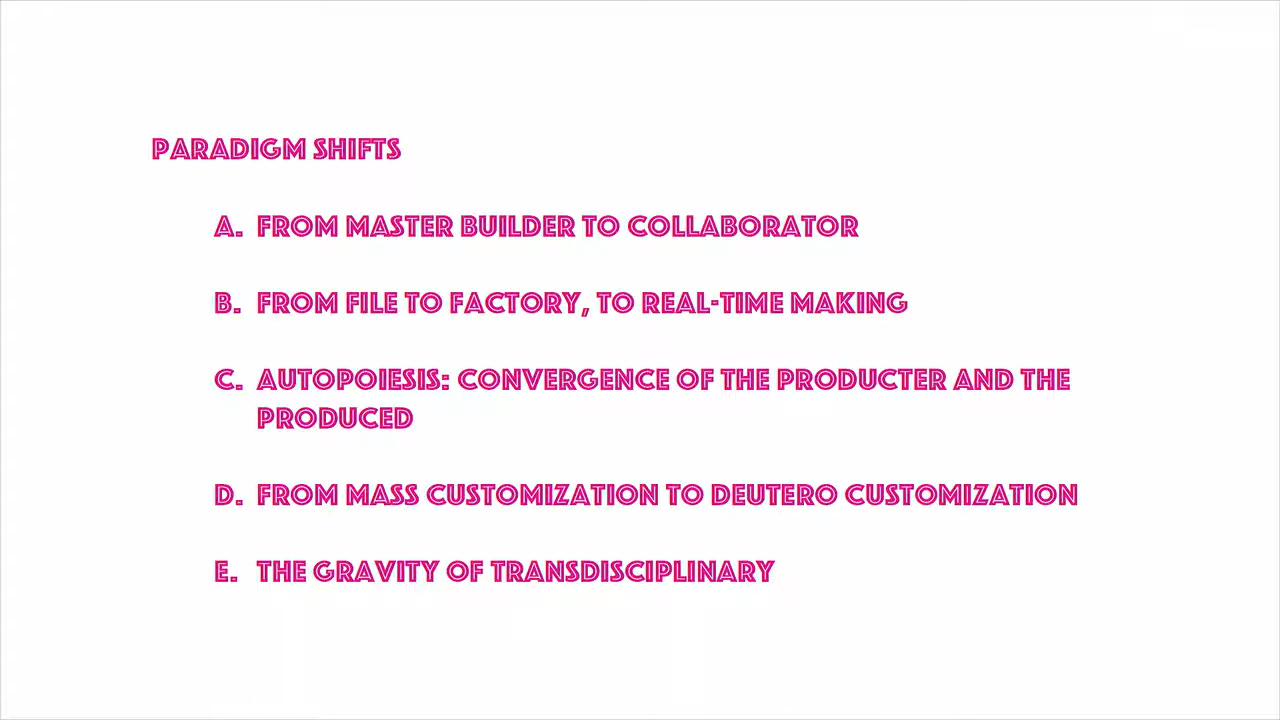 PARADIGM SHIFTS
A. FROM MASTER BUILDER TO COLLABORATOR
B. FROM FILE TO FACTORY, TO REAL-TIME MAKING
C. AUTOPOIESIS: CONVERGENCE OF THE PRODUCTER AND THE
PRODUCED
D. FROM MASS CUSTOMIZATION TO DEUTERO CUSTOMIZATION
E. THE GRAVITY OF TRANSDISCIPLINARY